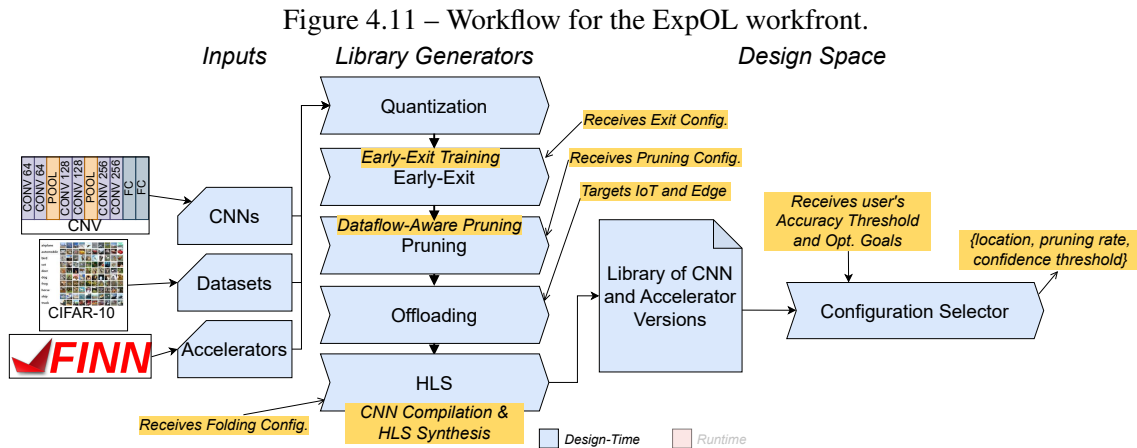 Figure 4.11 – Workflow for the ExpOL workfront.
Inputs
Library Generators
Design Space
Quantization
Receives Exit Config.
Early-Exit Training
Early-Exit
Receives Pruning Config.
CONV 64
CONV 64
POOL
CONV 128
CONV 128
POOL
CONV 256
CONV 256
FC
FC
CNV
CNNs
Targets IoT and Edge
Dataflow-Aware Pruning
Pruning
Receives user's
Accuracy Threshold
and Opt. Goals
{location, pruning rate,
confidence threshold}
CIFAR-10
Datasets
Offloading
Library of CNN
and Accelerator
Versions
Configuration Selector
FINN
Accelerators
HLS
CNN Compilation &
HLS Synthesis
Receives Folding Config.
Design-Time
Runtime